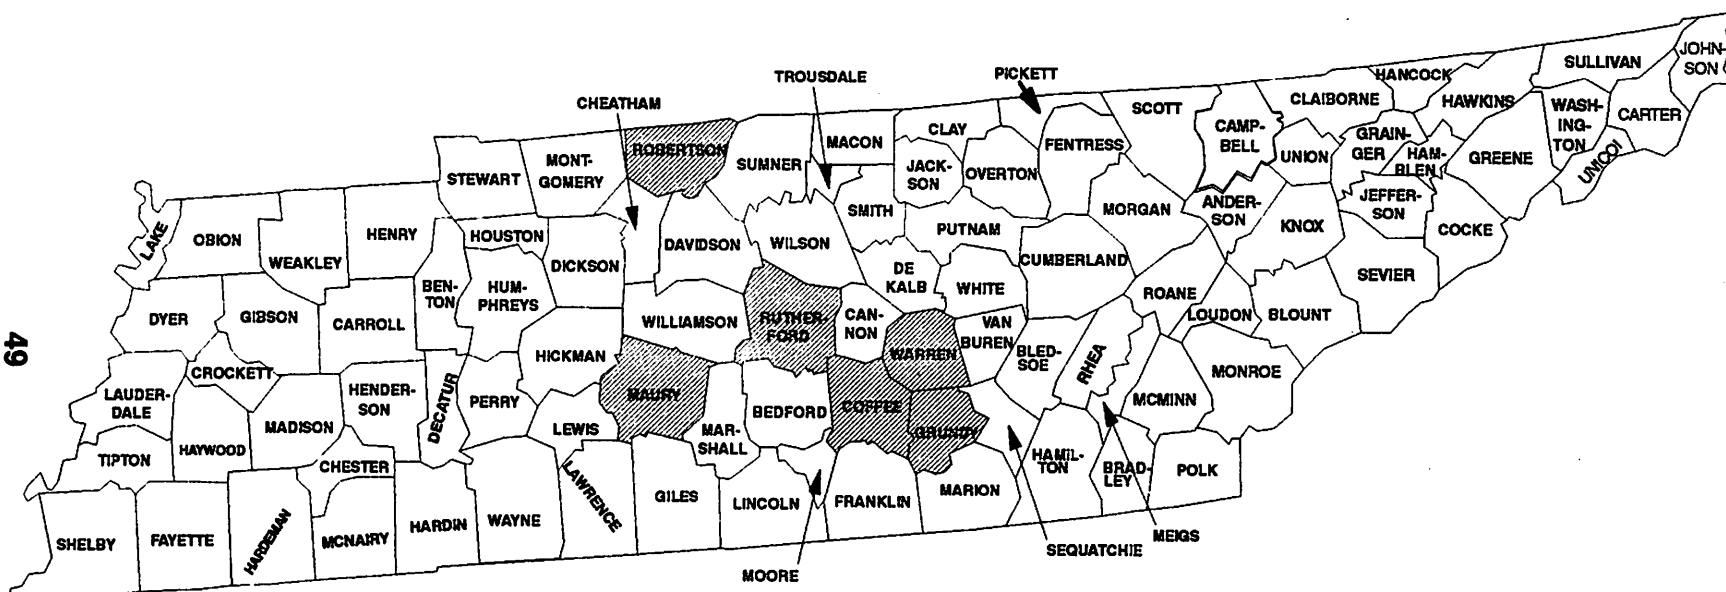 TROUSDALE
PICKETT
CHEATHAM
JOHN-
SON
SULLIVAN
HANCOCK
HAWKINS
CLAIBORNE
SCOTT
WASH-
ING-
TON
CARTER
UNICOI
GREENE
CAMP-
BELL
UNION
GRAIN-
GER
HAM-
BLEN
JEFFER-
SON
COCKE
CLAY
MACON
FENTRESS
JACK-
SON
OVERTON
ROBERTSON
SUMNER
MONT-
GOMERY
STEWART
SMITH
MORGAN
ANDER-
SON
KNOX
SEVIER
LAKE
OBION
WEAKLEY
HENRY
HOUSTON
DICKSON
DAVIDSON
WILSON
PUTNAM
CUMBERLAND
DE
KALB
WHITE
ROANE
LOUDON
BLOUNT
BEN-
TON
HUM-
PHREYS
DYER
GIBSON
CARROLL
WILLIAMSON
RUTHER-
FORD
CAN-
NON
WARREN
VAN
BUREN
BLED-
SOE
RHEA
MONROE
MCMINN
49
HICKMAN
CROCKETT
LAUDER-
DALE
HENDER-
SON
DECATUR
PERRY
MAURY
LEWIS
MADISON
HAYWOOD
TIPTON
CHESTER
MAR-
SHALL
BEDFORD
COFFEE
GRUNDY
HAMIL-
TON
BRAD-
LEY
POLK
MARION
SHELBY
FAYETTE
HARDEMAN
MCNAIRY
HARDIN
WAYNE
LAWRENCE
GILES
LINCOLN
FRANKLIN
MOORE
SEQUATCHIE
MEIGS